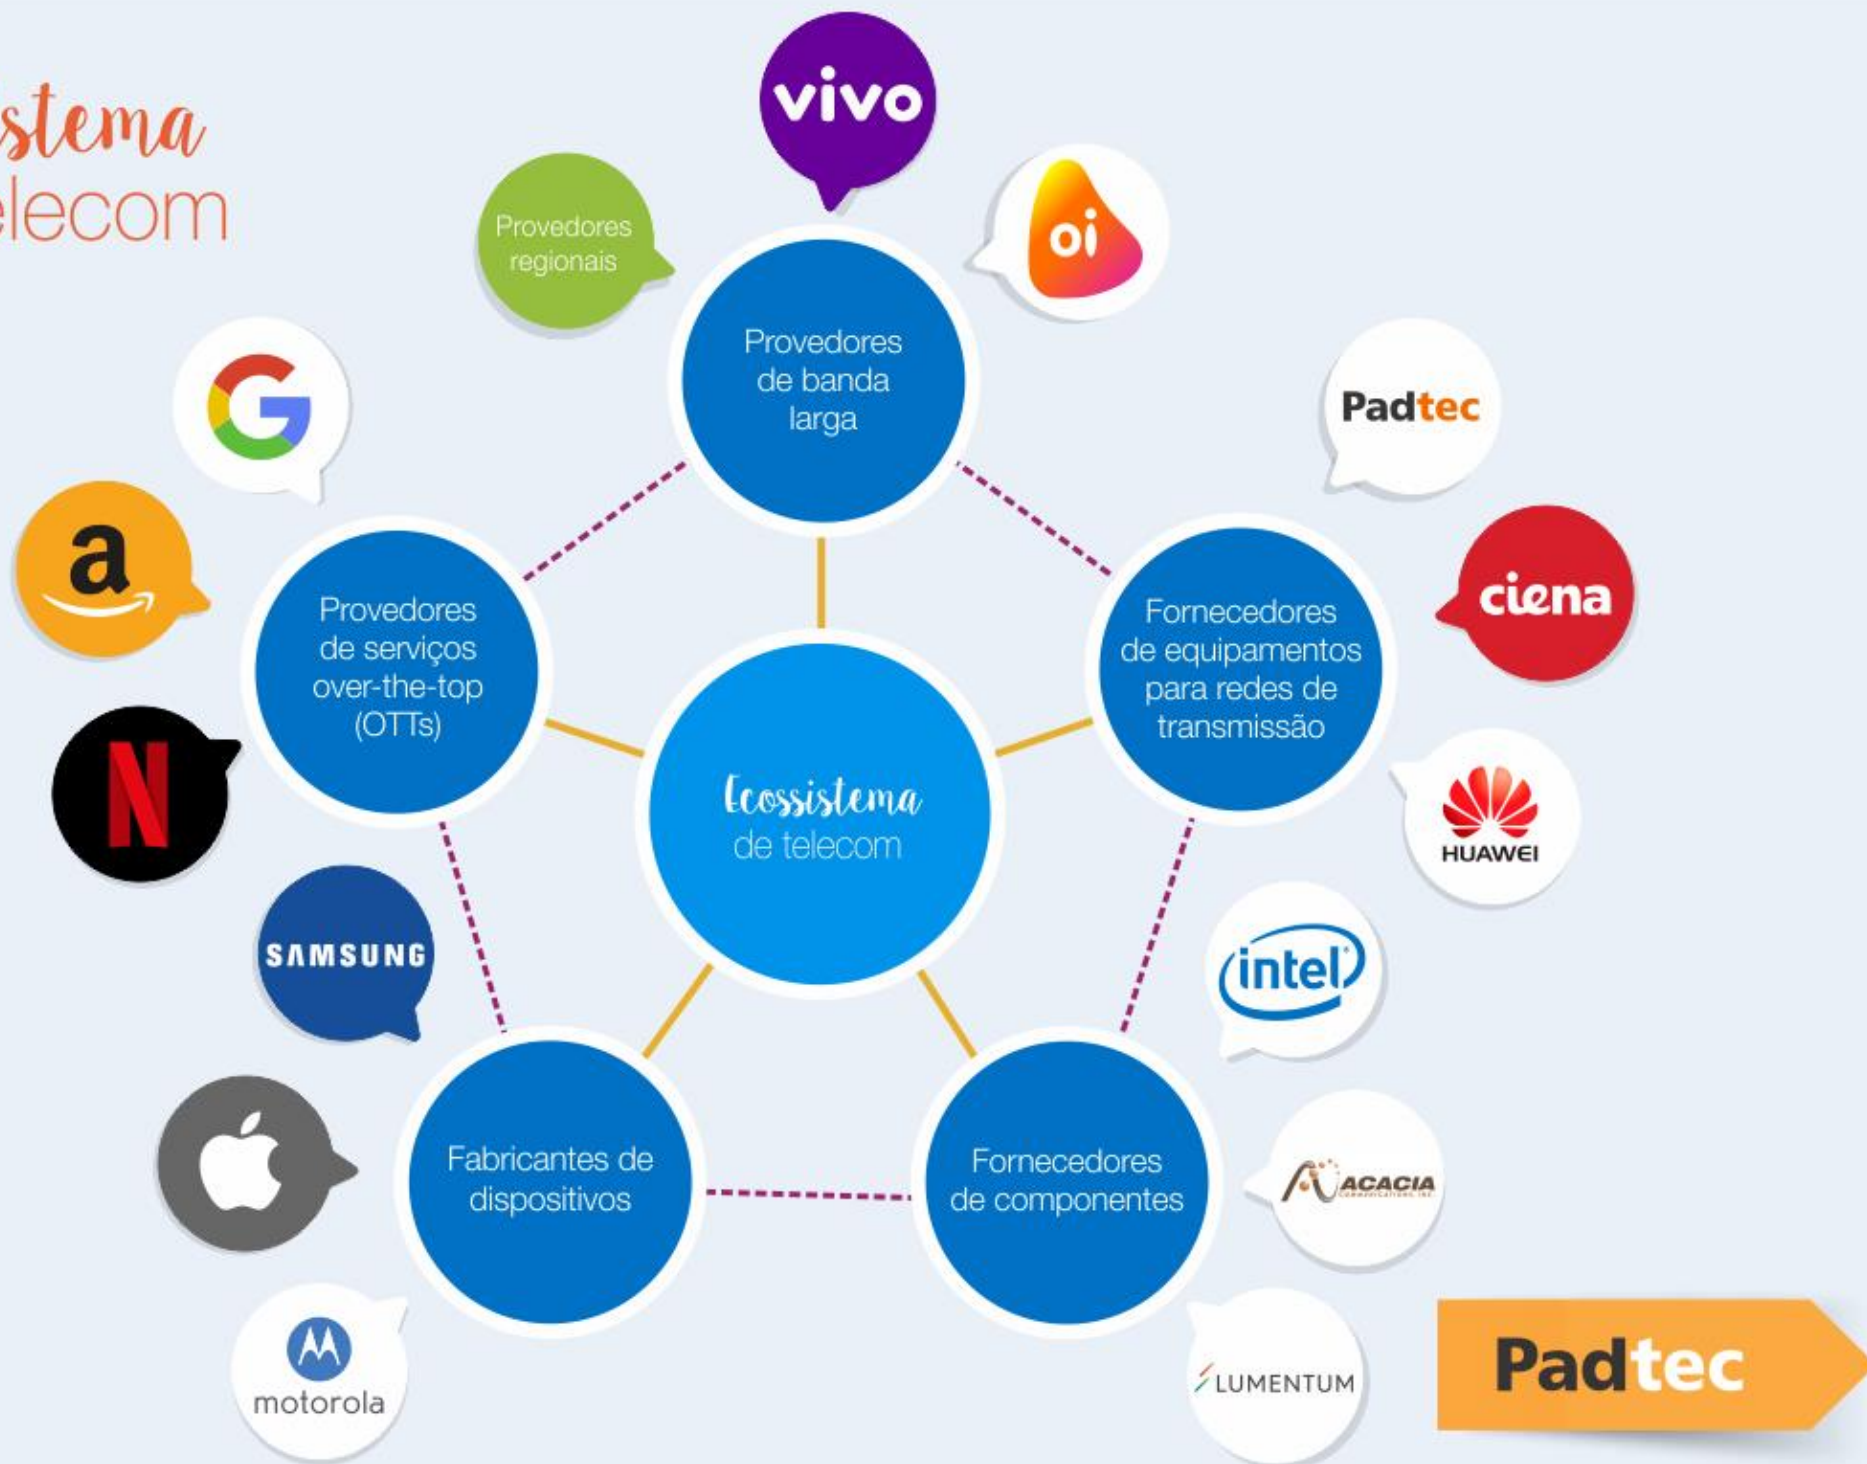 stema
elecom
vivo
Provedores
regionais
oi
Provedores
de banda
larga
G
Padtec
a
ciena
Provedores
de serviços
over-the-top
(OTTs)
Fornecedores
de equipamentos
para redes de
transmissão
N
HUAWEI
Ecossistema
de telecom
SAMSUNG
intel
Fabricantes de
dispositivos
Fornecedores
de componentes
ACACIA
COMMUNICATIONS, INC.
motorola
LUMENTUM
Padtec